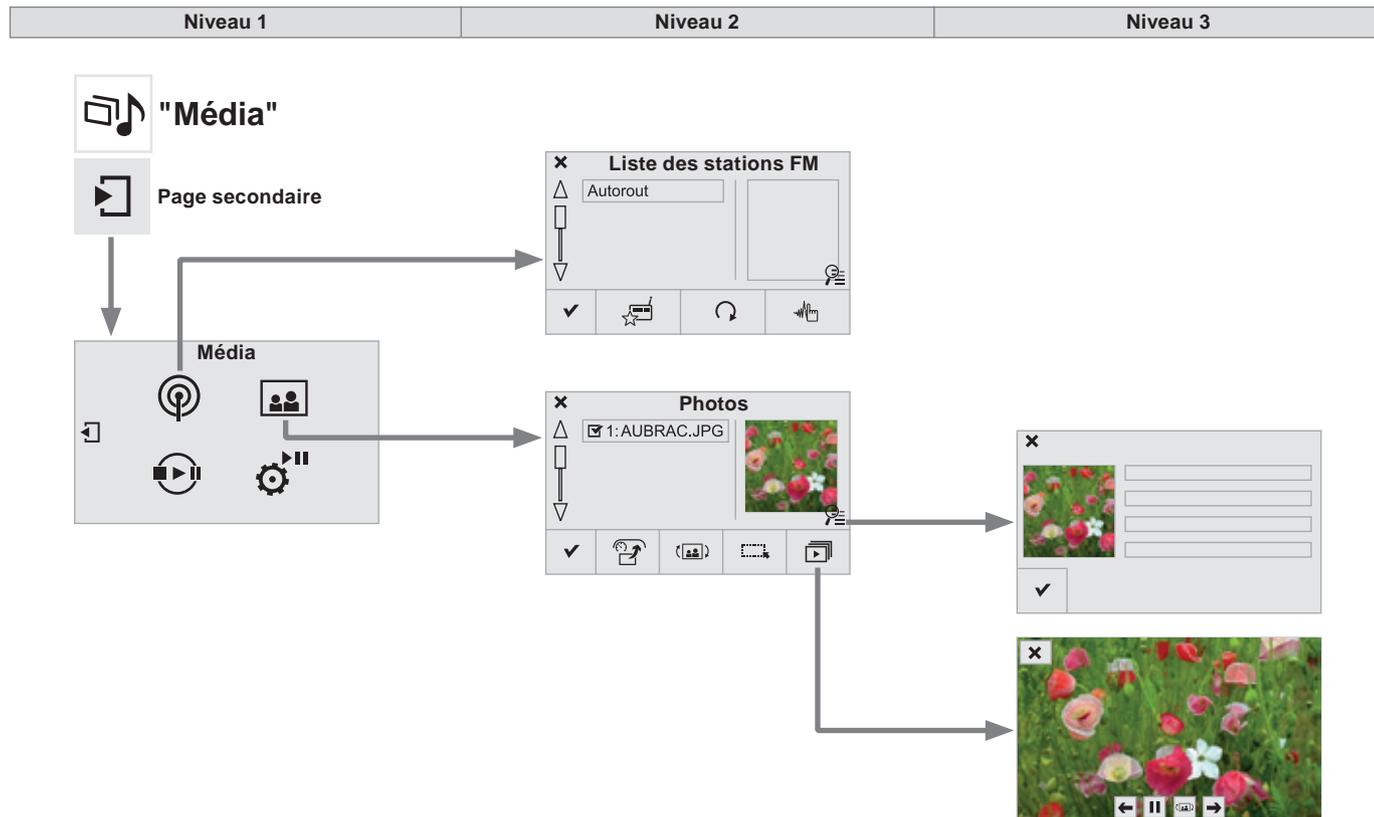 Niveau 1
Niveau 2
Niveau 3
"Média"
Page secondaire
Média
Liste des stations FM
Autorout
Photos
1: AUBRAC.JPG